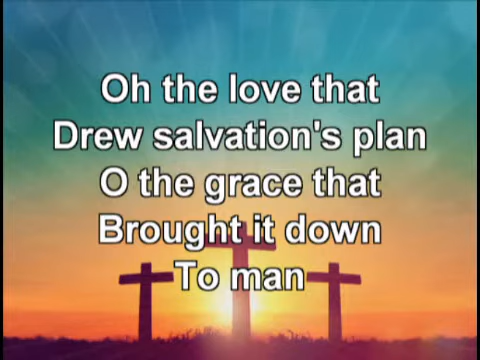 Oh the love that
Drew salvation's plan
O the grace that
Brought it down
To man